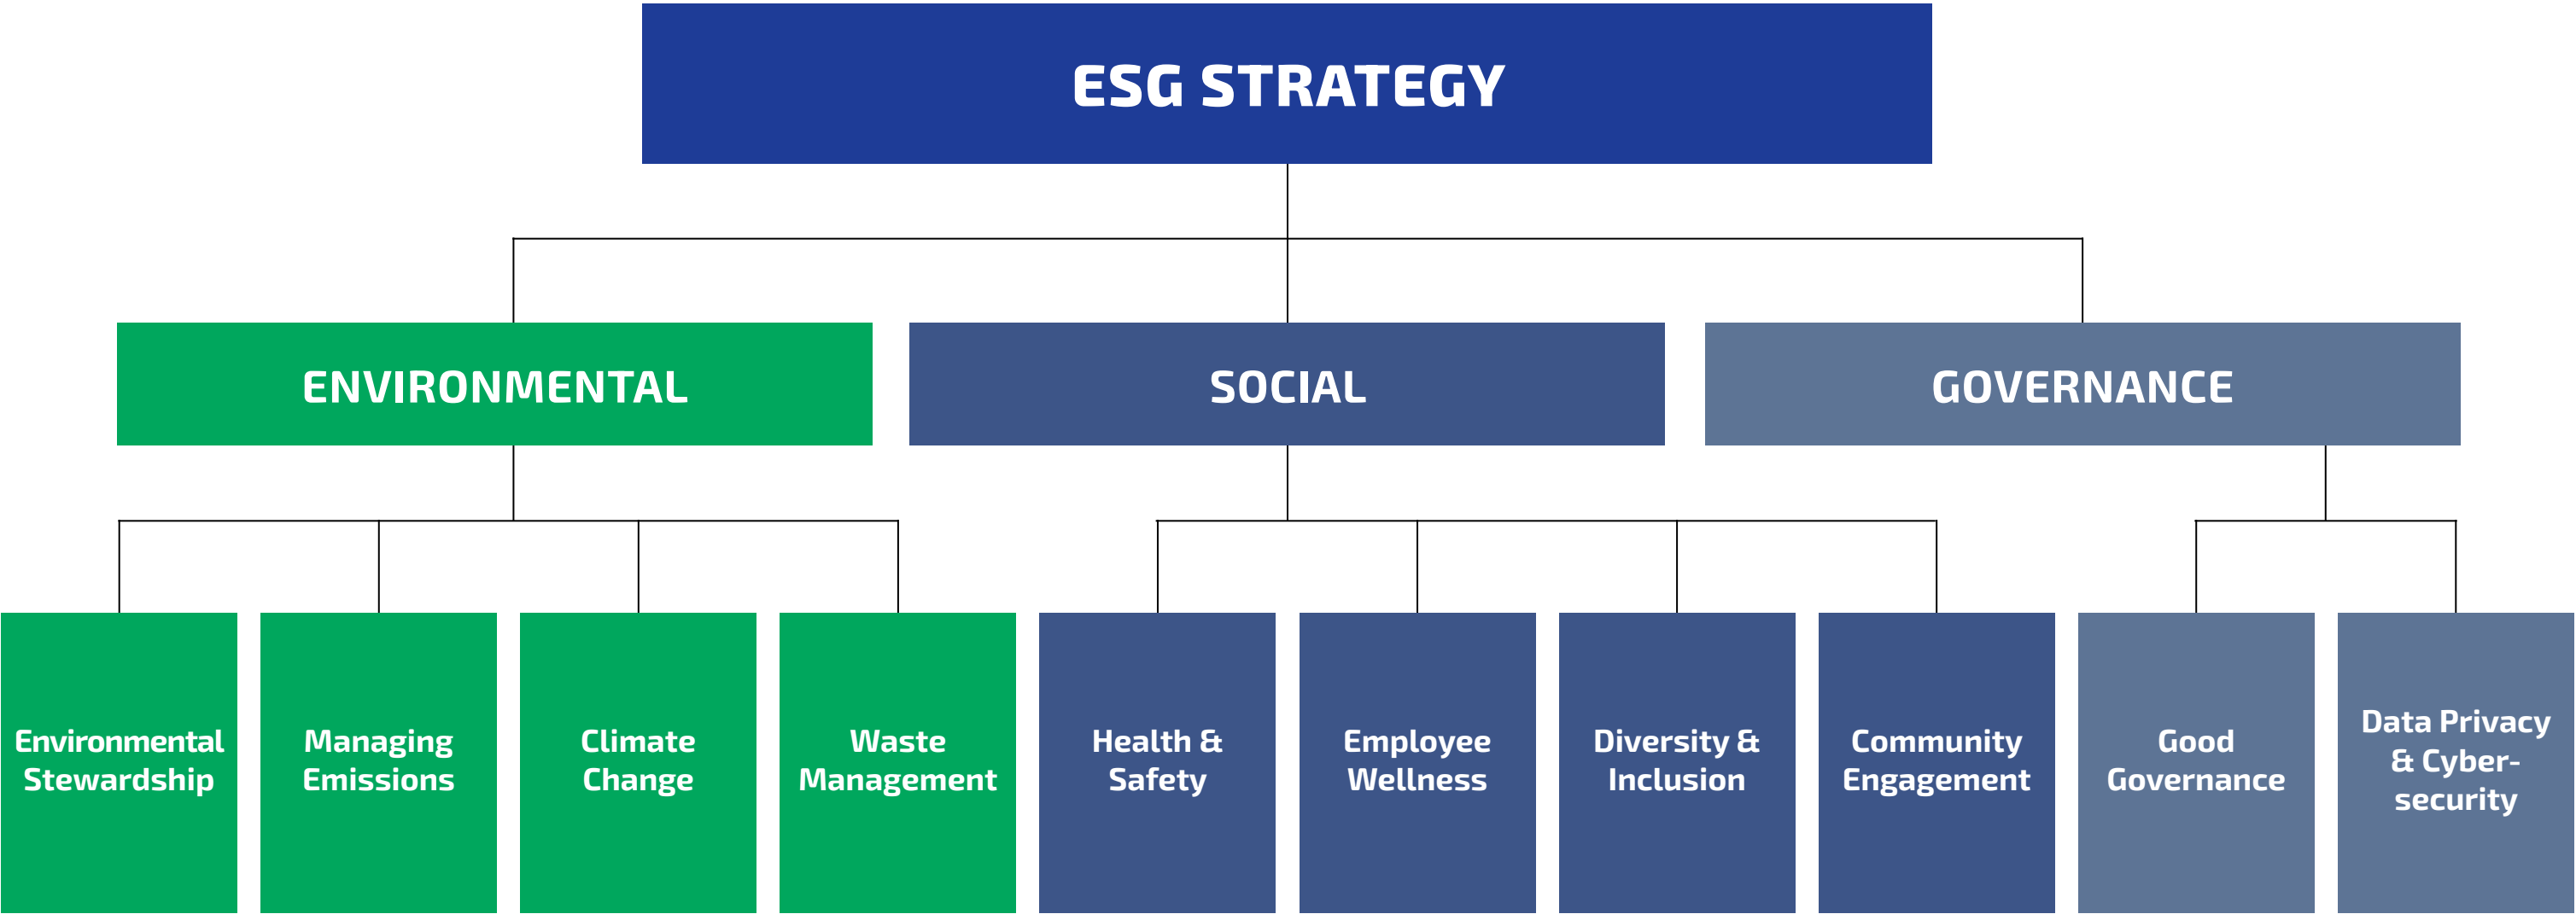 ESG STRATEGY
ENVIRONMENTAL
SOCIAL
GOVERNANCE
Environmental
Stewardship
Managing
Emissions
Climate
Change
Waste
Management
Health &
Safety
Employee
Wellness
Diversity &
Inclusion
Community
Engagement
Good
Governance
Data Privacy
& Cyber-
security